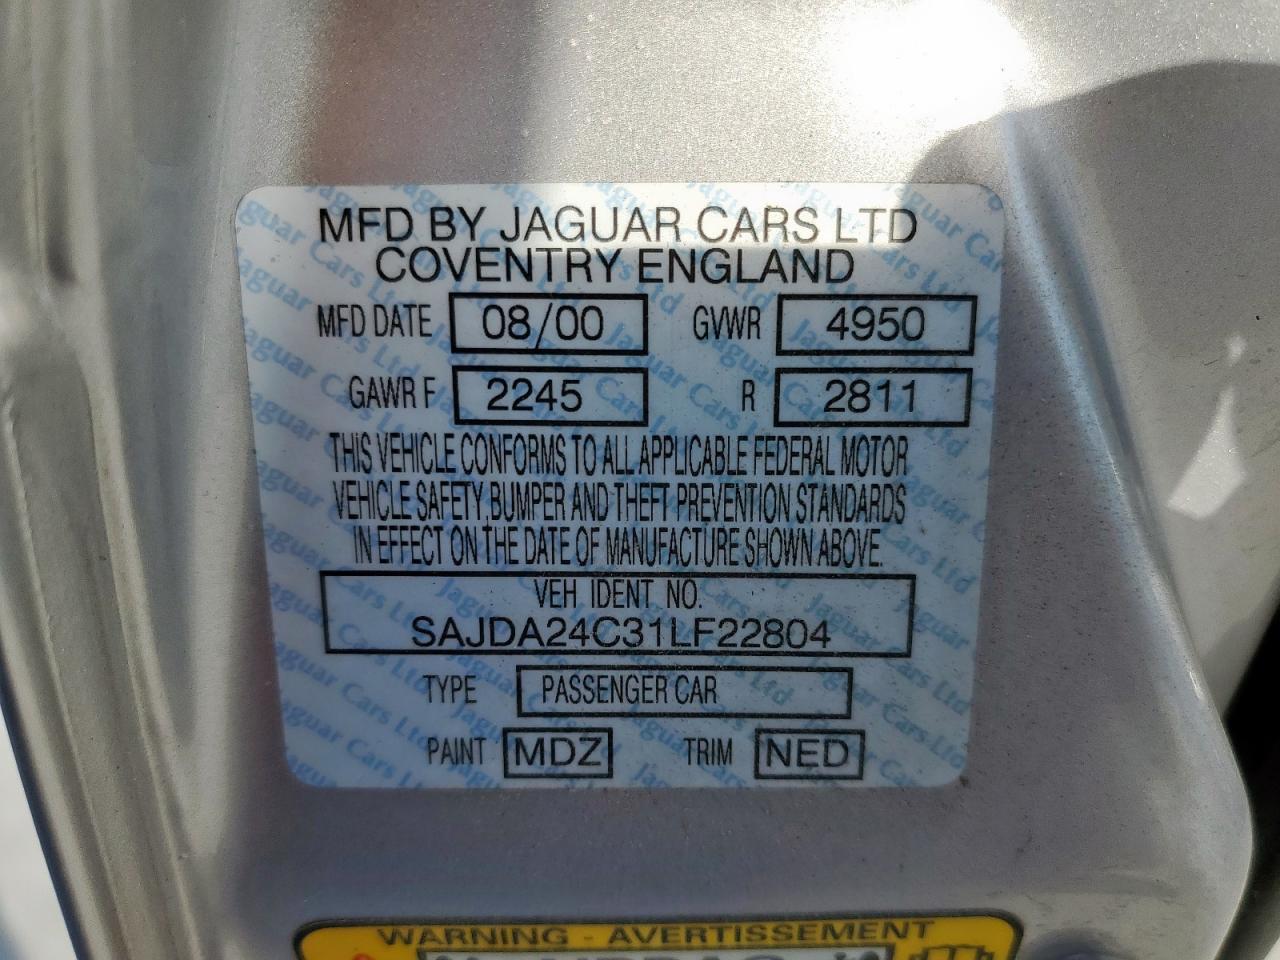 MFD BY JAGUAR CARS LTD
COVENTRY ENGLAND
MFD DATE 08/00 GVWR 4950
GAWR F 2245 R 2811
THIS VEHICLE CONFORMS TO ALL APPLICABLE FEDERAL MOTOR
VEHICLE SAFETY, BUMPER AND THEFT PREVENTION STANDARDS
IN EFFECT ON THE DATE OF MANUFACTURE SHOWN ABOVE.
VEH IDENT NO.
SAJDA24C31LF22804
TYPE PASSENGER CAR
PAINT MDZ TRIM NED
WARNING - AVERTISSEMENT